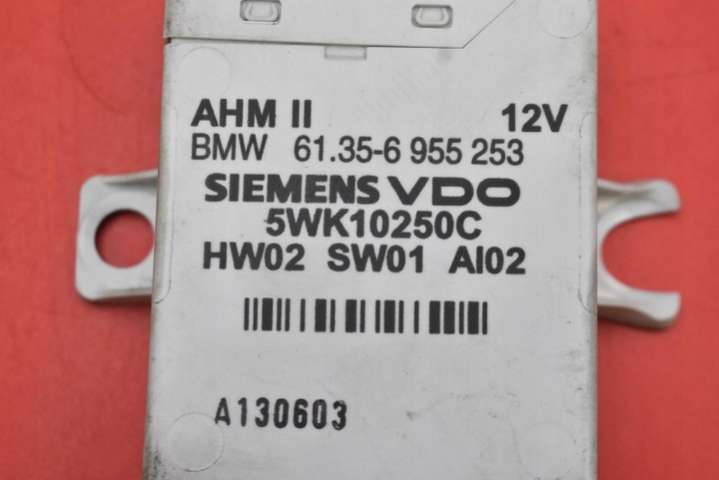 AHM II 12V
BMW 61.35-6 955 253
SIEMENS VDO
5WK10250C
HW02 SW01 AI02
A130603